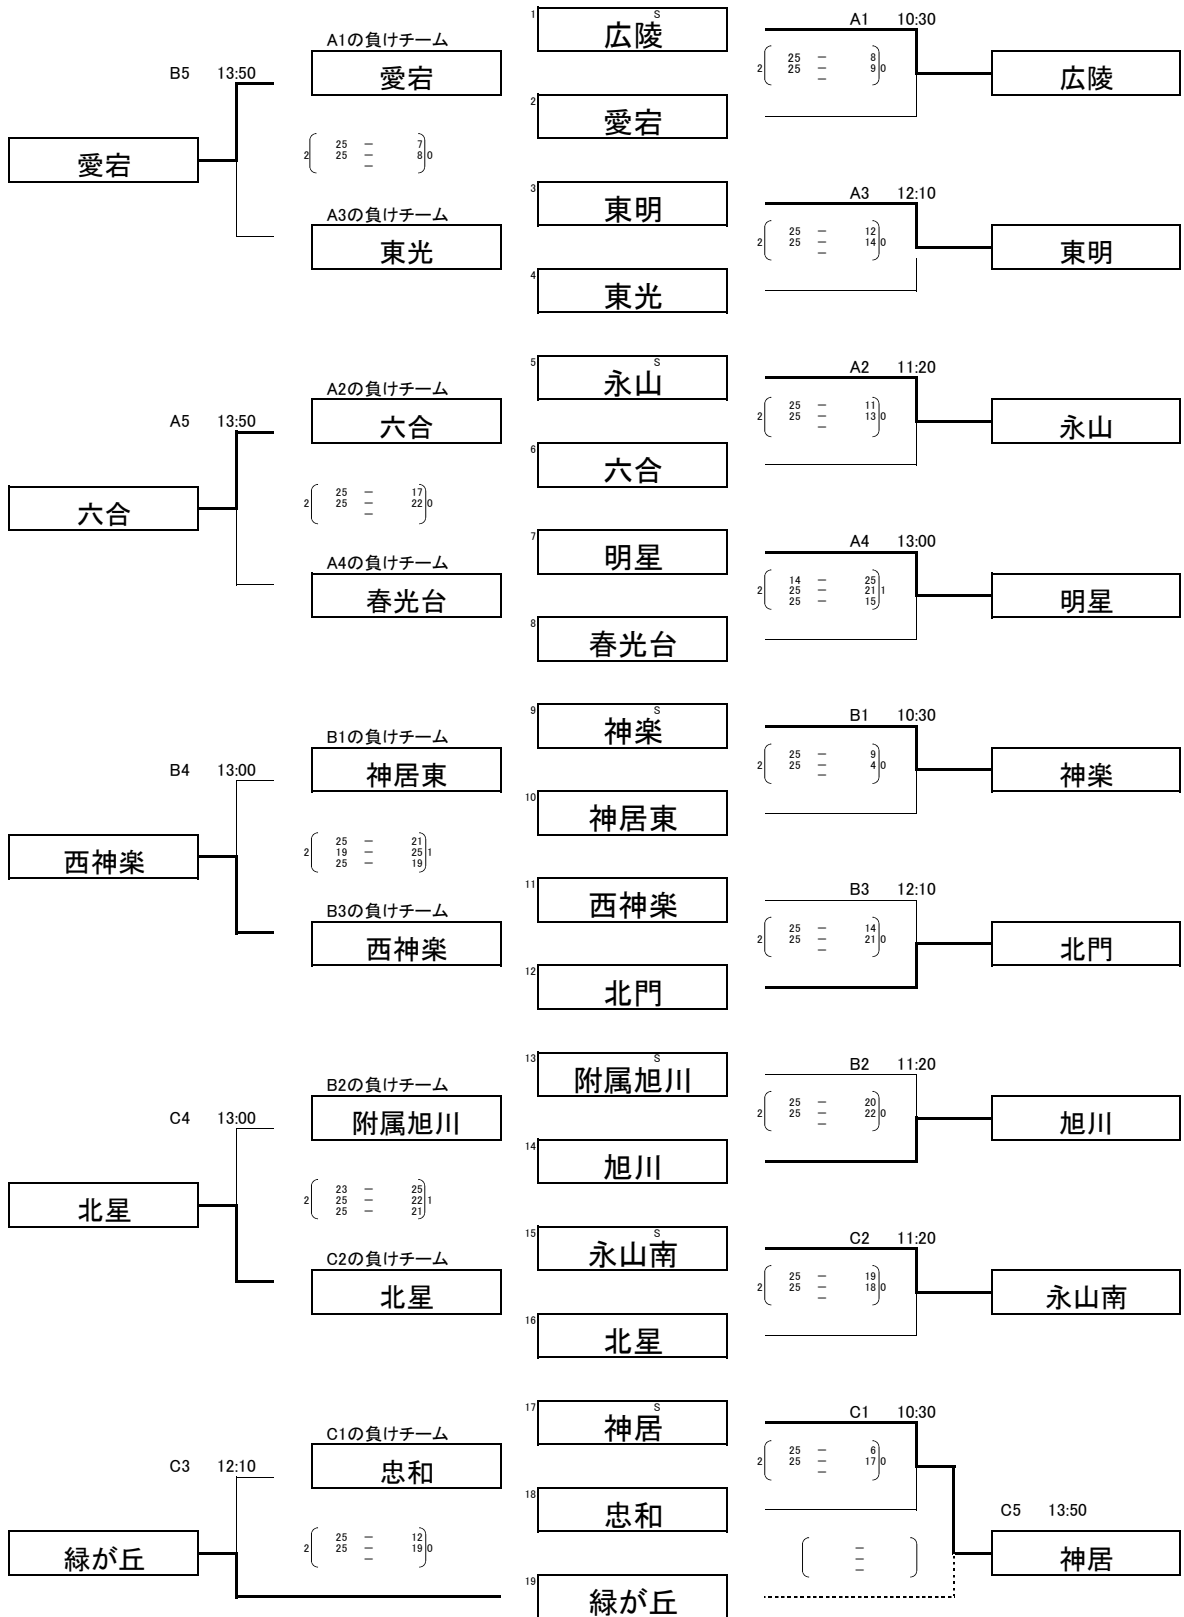 1 広陵 S
A1 10:30
A1の負けチーム
愛宕
2 25 － 8 0
25 － 9
－
広陵
B5 13:50
2 愛宕
愛宕
2 25 － 7 0
25 － 8
－
3 東明
A3 12:10
A3の負けチーム
東光
2 25 － 12 0
25 － 14
－
東明
4 東光
5 永山 S
A2 11:20
A2の負けチーム
六合
2 25 － 11 0
25 － 13
－
永山
A5 13:50
6 六合
六合
2 25 － 17 0
25 － 22
－
7 明星
A4 13:00
A4の負けチーム
春光台
2 14 － 25 1
25 － 21
25 － 15
明星
8 春光台
9 神楽 S
B1 10:30
B1の負けチーム
神居東
2 25 － 9 0
25 － 4
－
神楽
B4 13:00
10 神居東
西神楽
2 25 － 21 1
19 － 25
25 － 19
11 西神楽
B3 12:10
B3の負けチーム
西神楽
2 25 － 14 0
25 － 21
－
北門
12 北門
13 附属旭川 S
B2 11:20
B2の負けチーム
附属旭川
2 25 － 20 0
25 － 22
－
旭川
C4 13:00
14 旭川
北星
2 23 － 25 1
25 － 22
25 － 21
15 永山南 S
C2 11:20
C2の負けチーム
北星
2 25 － 19 0
25 － 18
－
永山南
16 北星
17 神居 S
C1 10:30
C1の負けチーム
忠和
2 25 － 6 0
25 － 17
－
C3 12:10
18 忠和
C5 13:50
緑が丘
2 25 － 12 0
25 － 19
－
－
－
－
神居
19 緑が丘